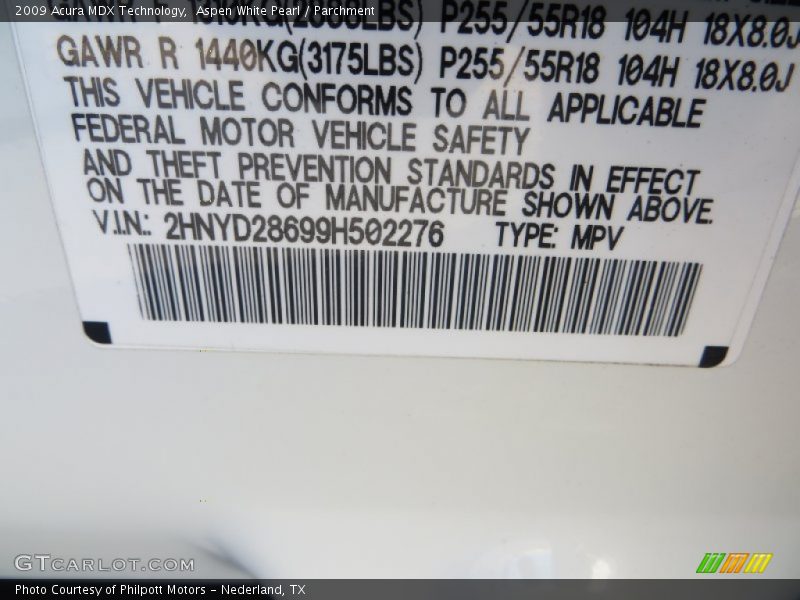 2009 Acura MDX Technology, Aspen White Pearl / Parchment
P255/55R18 104H 18X8.0J
GAWR R 1440KG(3175LBS) P255/55R18 104H 18X8.0J
THIS VEHICLE CONFORMS TO ALL APPLICABLE
FEDERAL MOTOR VEHICLE SAFETY
AND THEFT PREVENTION STANDARDS IN EFFECT
ON THE DATE OF MANUFACTURE SHOWN ABOVE.
V.I.N.: 2HNYD28699H502276 TYPE: MPV
GTCARLOT.COM
Photo Courtesy of Philpott Motors - Nederland, TX